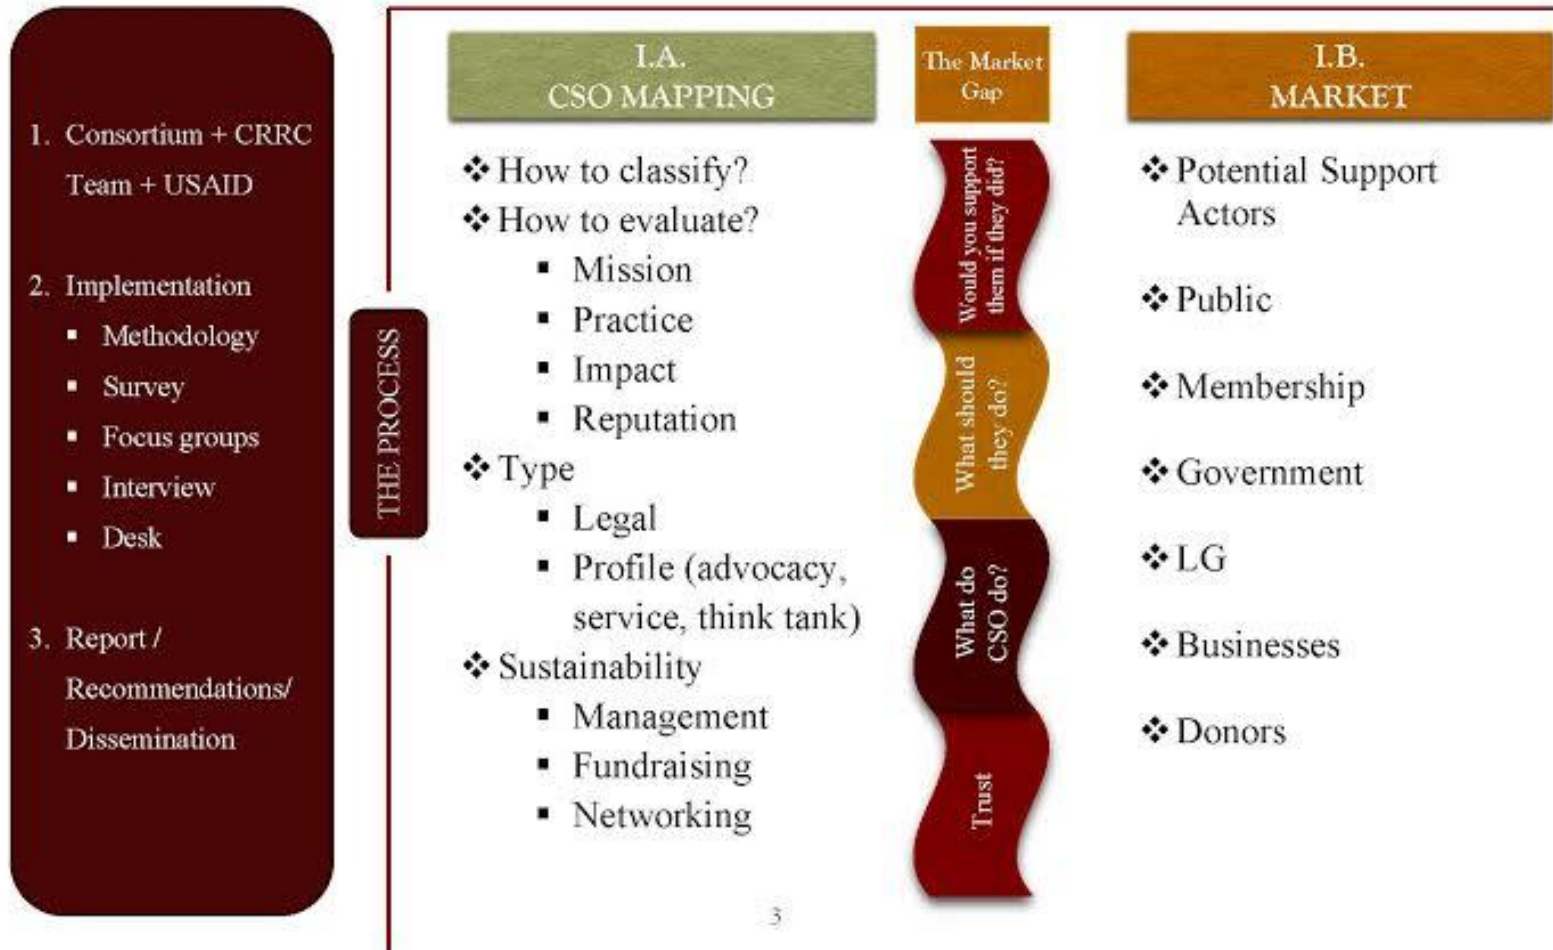 1. Consortium + CRRC
Team + USAID
2. Implementation
▪ Methodology
▪ Survey
▪ Focus groups
▪ Interview
▪ Desk
3. Report /
Recommendations/
Dissemination
THE PROCESS
I.A.
CSO MAPPING
❖ How to classify?
❖ How to evaluate?
▪ Mission
▪ Practice
▪ Impact
▪ Reputation
❖ Type
▪ Legal
▪ Profile (advocacy,
service, think tank)
❖ Sustainability
▪ Management
▪ Fundraising
▪ Networking
The Market
Gap
Would you support
them if they did?
What should
they do?
What do
CSO do?
Trust
I.B.
MARKET
❖ Potential Support
Actors
❖ Public
❖ Membership
❖ Government
❖ LG
❖ Businesses
❖ Donors
3